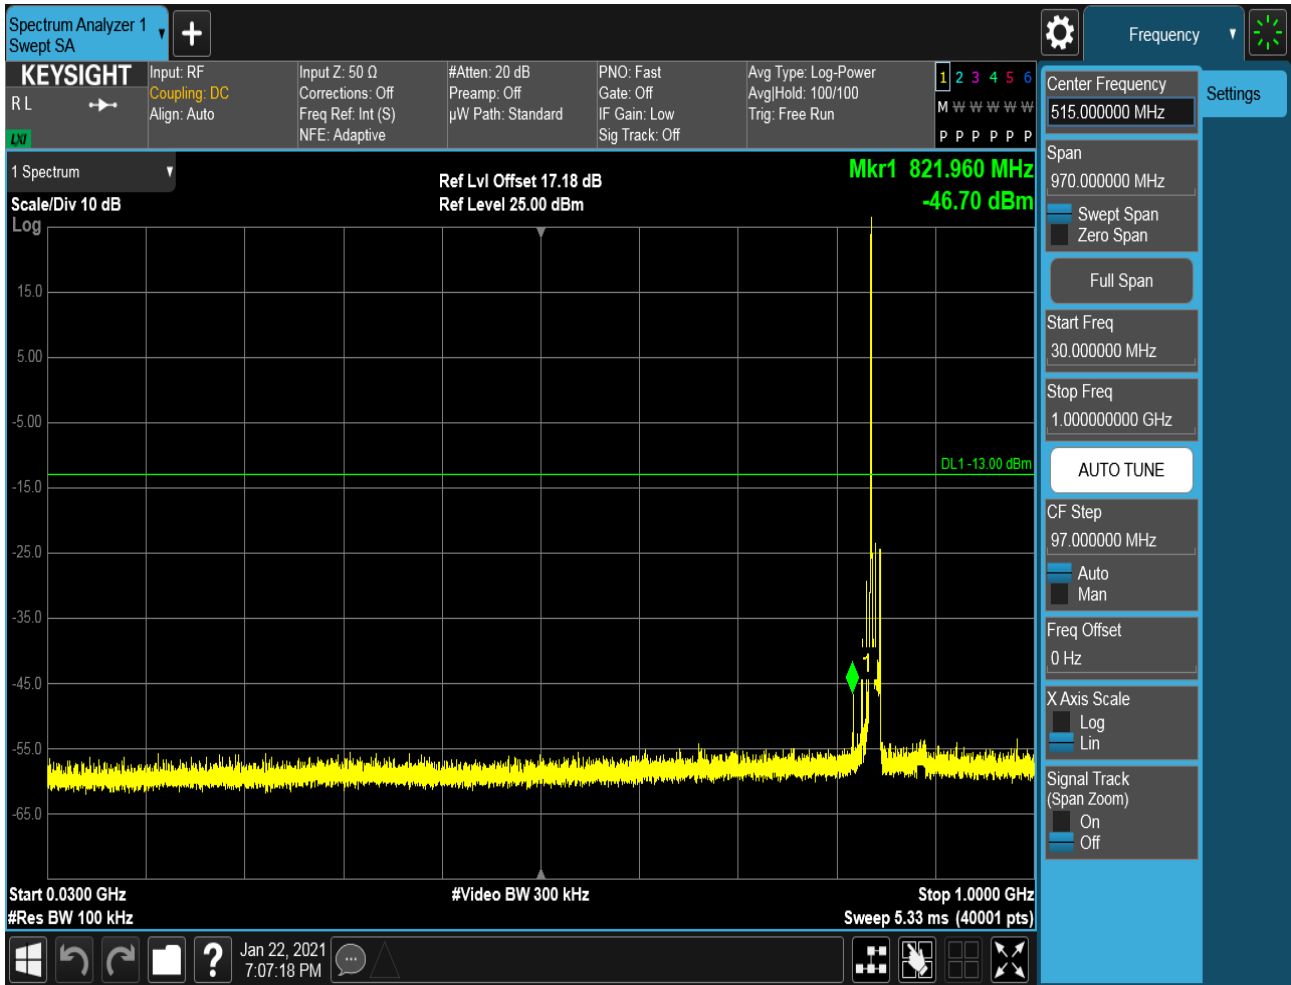 Spectrum Analyzer 1
Swept SA
Frequency
KEYSIGHT
R L
LXI
Input: RF
Coupling: DC
Align: Auto
Input Z: 50 Ω
Corrections: Off
Freq Ref: Int (S)
NFE: Adaptive
#Atten: 20 dB
Preamp: Off
µW Path: Standard
PNO: Fast
Gate: Off
IF Gain: Low
Sig Track: Off
Avg Type: Log-Power
Avg|Hold: 100/100
Trig: Free Run
1 2 3 4 5 6
M W W W W W
P P P P P P
1 Spectrum
Scale/Div 10 dB
Log
Ref Lvl Offset 17.18 dB
Ref Level 25.00 dBm
Mkr1 821.960 MHz
-46.70 dBm
15.0
5.00
-5.00
-15.0
-25.0
-35.0
-45.0
-55.0
-65.0
DL1 -13.00 dBm
1
Start 0.0300 GHz
#Res BW 100 kHz
#Video BW 300 kHz
Stop 1.0000 GHz
Sweep 5.33 ms (40001 pts)
Center Frequency
515.000000 MHz
Settings
Span
970.000000 MHz
Swept Span
Zero Span
Full Span
Start Freq
30.000000 MHz
Stop Freq
1.000000000 GHz
AUTO TUNE
CF Step
97.000000 MHz
Auto
Man
Freq Offset
0 Hz
X Axis Scale
Log
Lin
Signal Track
(Span Zoom)
On
Off
?
Jan 22, 2021
7:07:18 PM